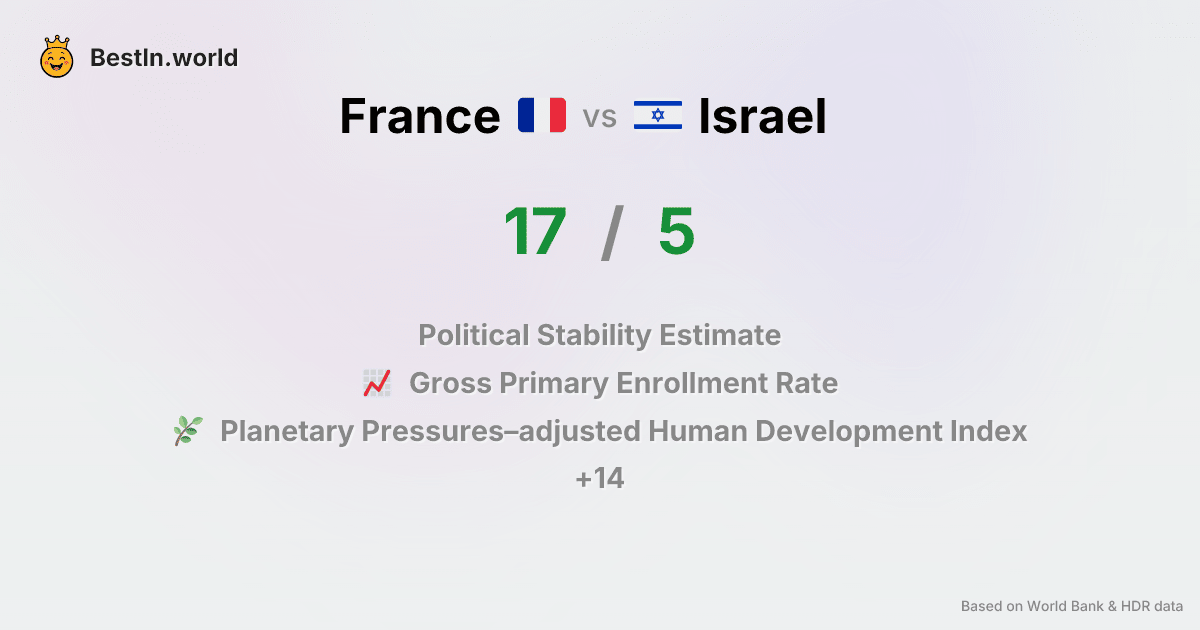 BestIn.world
France vs Israel
17 / 5
Political Stability Estimate
Gross Primary Enrollment Rate
Planetary Pressures–adjusted Human Development Index
+14
Based on World Bank & HDR data